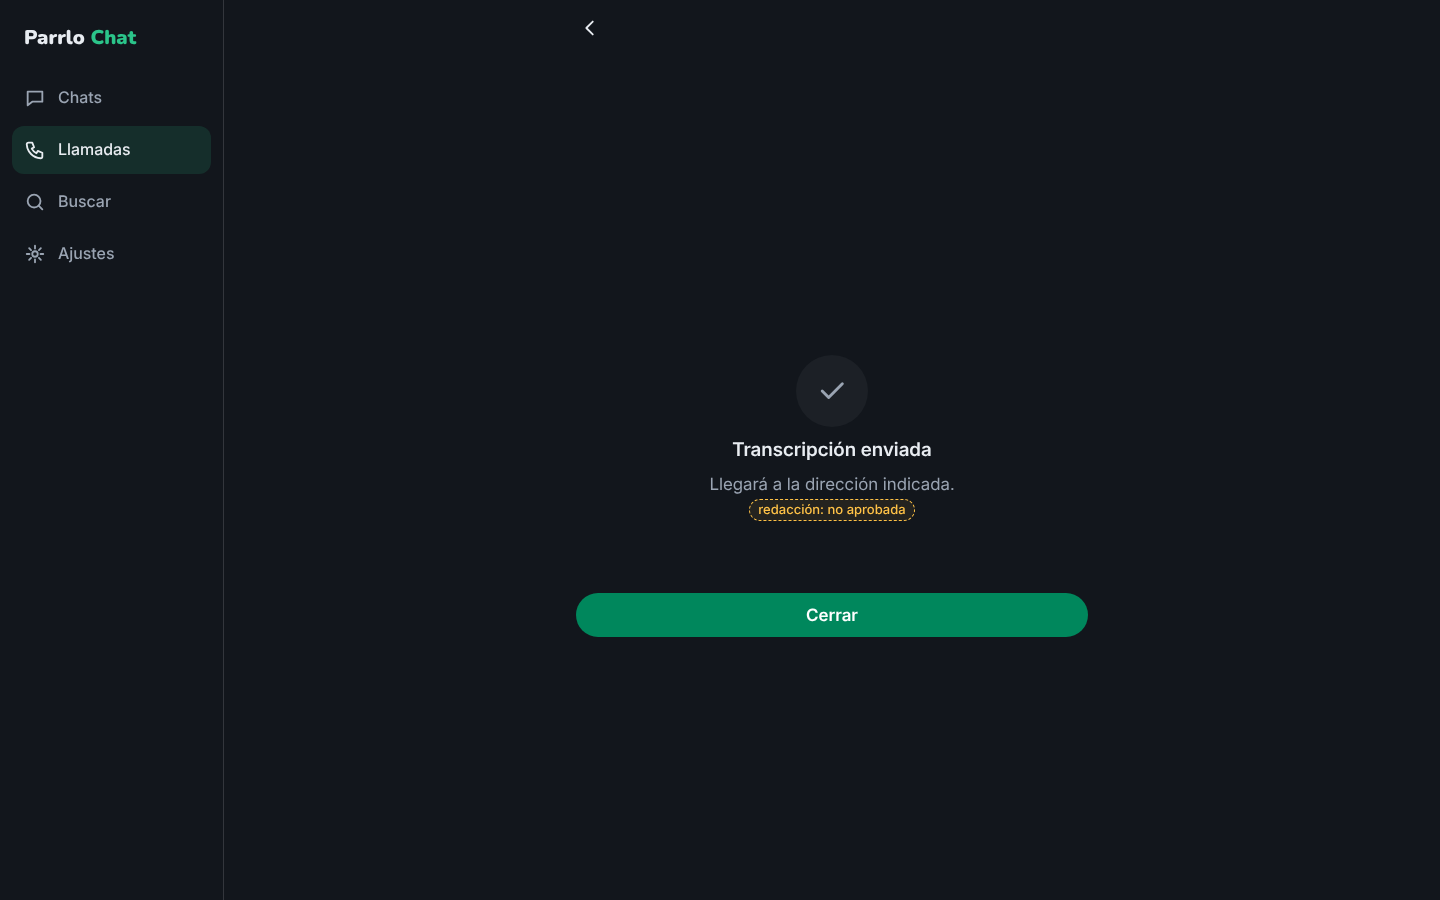 Parrlo Chat
Chats
Llamadas
Buscar
Ajustes
Transcripción enviada
Llegará a la dirección indicada.
redacción: no aprobada
Cerrar